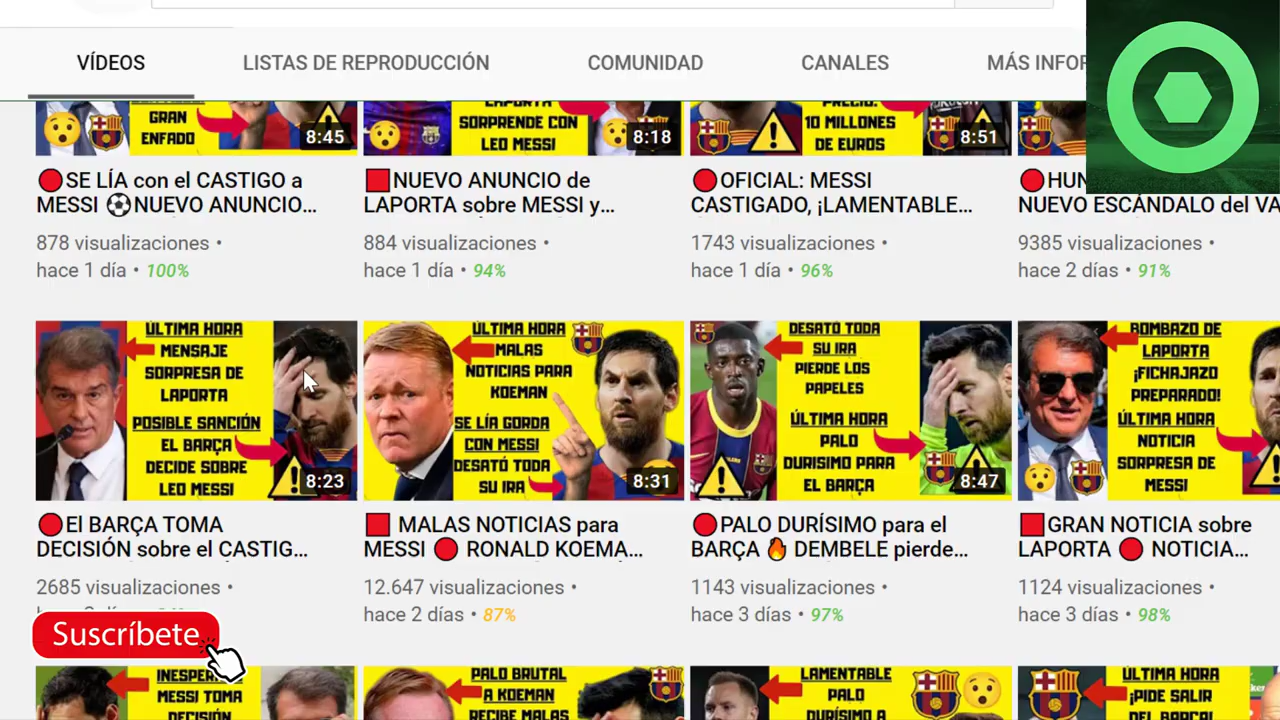 VÍDEOS
LISTAS DE REPRODUCCIÓN
COMUNIDAD
CANALES
MÁS INFOR
GRAN
ENFADO
8:45
LAPORTA
SORPRENDE CON
LEO MESSI
8:18
PRECIO:
10 MILLONES
DE EUROS
8:51
🔴SE LÍA con el CASTIGO a
MESSI ⚽NUEVO ANUNCIO...
878 visualizaciones •
hace 1 día • 100%
🟥NUEVO ANUNCIO de
LAPORTA sobre MESSI y...
884 visualizaciones •
hace 1 día • 94%
🔴OFICIAL: MESSI
CASTIGADO, ¡LAMENTABLE...
1743 visualizaciones •
hace 1 día • 96%
🔴HUN
NUEVO ESCÁNDALO del VA
9385 visualizaciones •
hace 2 días • 91%
ÚLTIMA HORA
MENSAJE
SORPRESA DE
LAPORTA
POSIBLE SANCIÓN
EL BARÇA
DECIDE SOBRE
LEO MESSI
8:23
ÚLTIMA HORA
MALAS
NOTICIAS PARA
KOEMAN
SE LÍA GORDA
CON MESSI
DESATÓ TODA
SU IRA
8:31
DESATÓ TODA
SU IRA
PIERDE LOS
PAPELES
ÚLTIMA HORA
PALO
DURISIMO PARA
EL BARÇA
8:47
BOMBAZO DE
LAPORTA
¡FICHAJAZO
PREPARADO!
ÚLTIMA HORA
NOTICIA
SORPRESA DE
MESSI
🔴El BARÇA TOMA
DECISIÓN sobre el CASTIG...
2685 visualizaciones •
🟥 MALAS NOTICIAS para
MESSI 🔴 RONALD KOEMA...
12.647 visualizaciones •
hace 2 días • 87%
🔴PALO DURÍSIMO para el
BARÇA 🔥 DEMBELE pierde...
1143 visualizaciones •
hace 3 días • 97%
🟥GRAN NOTICIA sobre
LAPORTA 🔴 NOTICIA...
1124 visualizaciones •
hace 3 días • 98%
Suscríbete
MESSI TOMA
DECISIÓN
PALO BRUTAL
A KOEMAN
RECIBE MALAS
LAMENTABLE
PALO
DURÍSIMO A
ÚLTIMA HORA
¡PIDE SALIR
DEL BARÇA!